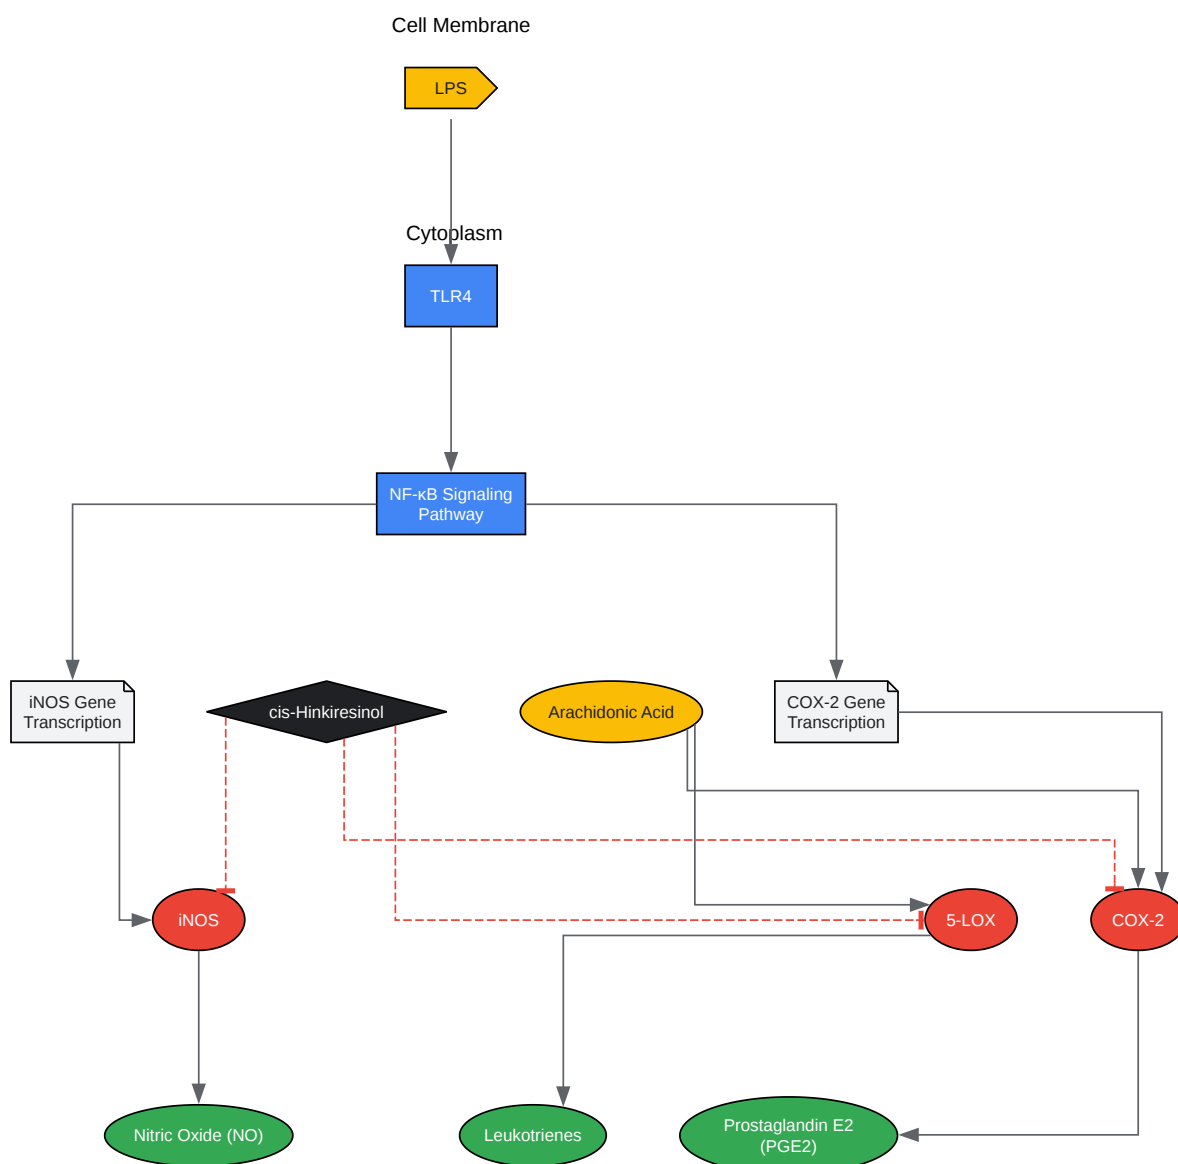 Cell Membrane
LPS
Cytoplasm
TLR4
NF-κB Signaling
Pathway
iNOS Gene
Transcription
cis-Hinkiresinol
Arachidonic Acid
COX-2 Gene
Transcription
iNOS
5-LOX
COX-2
Nitric Oxide (NO)
Leukotrienes
Prostaglandin E2
(PGE2)